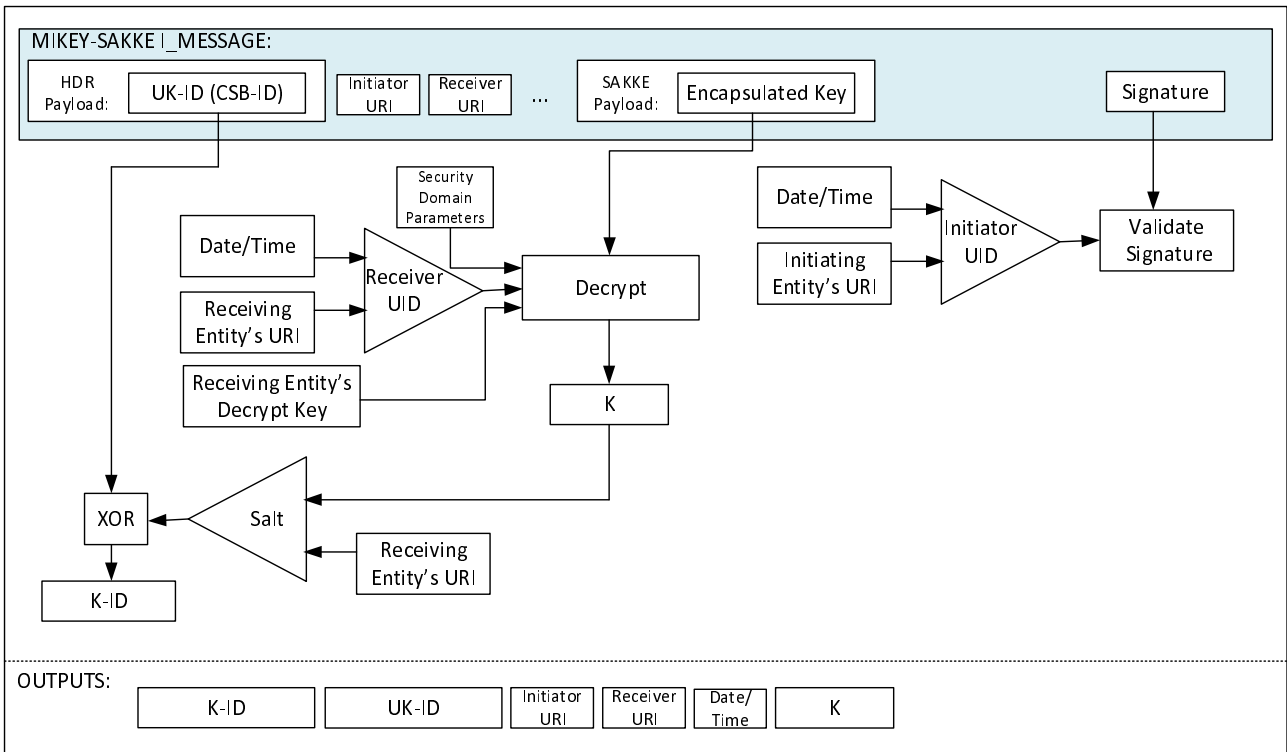 MIKEY-SAKKE I_MESSAGE:
HDR
Payload:
UK-ID (CSB-ID)
Initiator
URI
Receiver
URI
...
SAKKE
Payload:
Encapsulated Key
Signature
Security
Domain
Parameters
Date/Time
Receiving
Entity's URI
Receiver
UID
Receiving Entity's
Decrypt Key
Decrypt
K
Date/Time
Initiating
Entity's URI
Initiator
UID
Validate
Signature
XOR
Salt
Receiving
Entity's URI
K-ID
OUTPUTS:
K-ID
UK-ID
Initiator
URI
Receiver
URI
Date/
Time
K